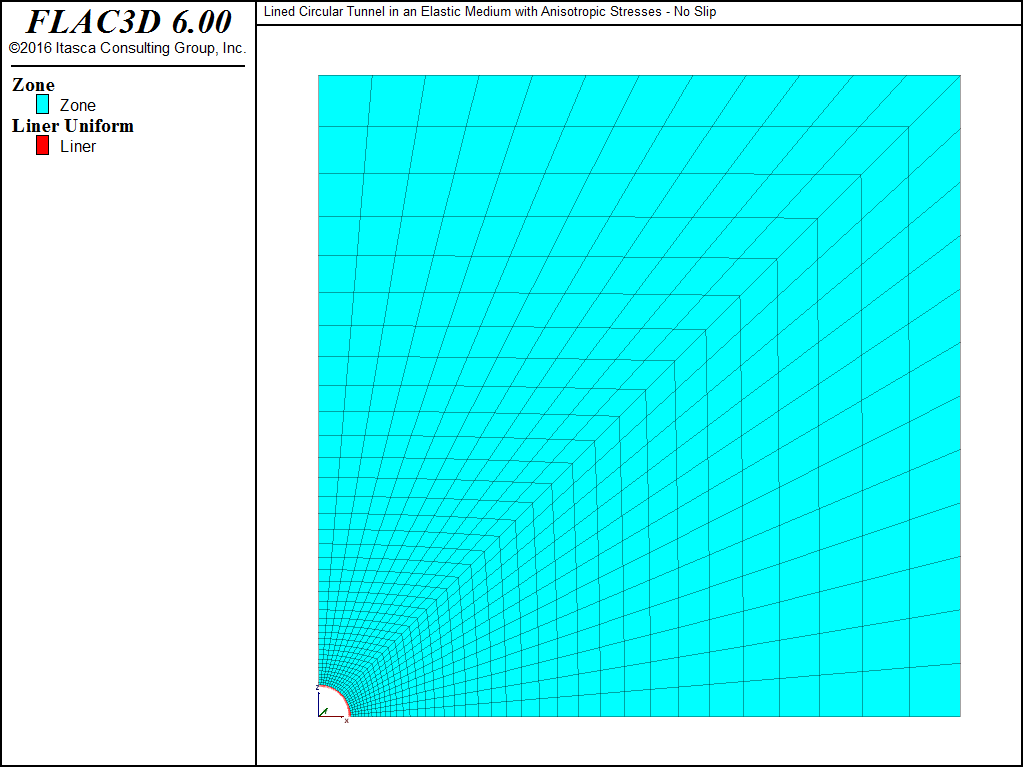 FLAC3D 6.00
©2016 Itasca Consulting Group, Inc.
Zone
Zone
Liner Uniform
Liner
Lined Circular Tunnel in an Elastic Medium with Anisotropic Stresses - No Slip
Z
Y
X